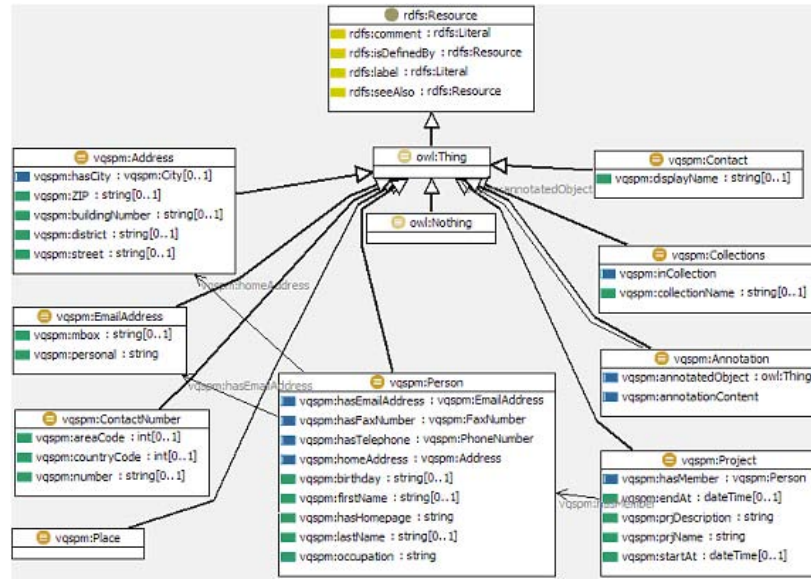 rdfs:Resource
rdfs:comment : rdfs:Literal
rdfs:isDefinedBy : rdfs:Resource
rdfs:label : rdfs:Literal
rdfs:seeAlso : rdfs:Resource
owl:Thing
owl:Nothing
vqspm:Address
vqspm:hasCity : vqspm:City[0..1]
vqspm:ZIP : string[0..1]
vqspm:buildingNumber : string[0..1]
vqspm:district : string[0..1]
vqspm:street : string[0..1]
vqspm:Contact
vqspm:displayName : string[0..1]
vqspm:annotatedObject
vqspm:Collections
vqspm:inCollection
vqspm:collectionName : string[0..1]
vqspm:homeAddress
vqspm:EmailAddress
vqspm:mbox : string[0..1]
vqspm:personal : string
vqspm:hasEmailAddress
vqspm:Annotation
vqspm:annotatedObject : owl:Thing
vqspm:annotationContent
vqspm:ContactNumber
vqspm:areaCode : int[0..1]
vqspm:countryCode : int[0..1]
vqspm:number : string[0..1]
vqspm:Person
vqspm:hasEmailAddress : vqspm:EmailAddress
vqspm:hasFaxNumber : vqspm:FaxNumber
vqspm:hasTelephone : vqspm:PhoneNumber
vqspm:homeAddress : vqspm:Address
vqspm:birthday : string[0..1]
vqspm:firstName : string[0..1]
vqspm:hasHomepage : string
vqspm:lastName : string[0..1]
vqspm:occupation : string
vqspm:hasMember
vqspm:Project
vqspm:hasMember : vqspm:Person
vqspm:endAt : dateTime[0..1]
vqspm:prjDescription : string
vqspm:prjName : string
vqspm:startAt : dateTime[0..1]
vqspm:Place